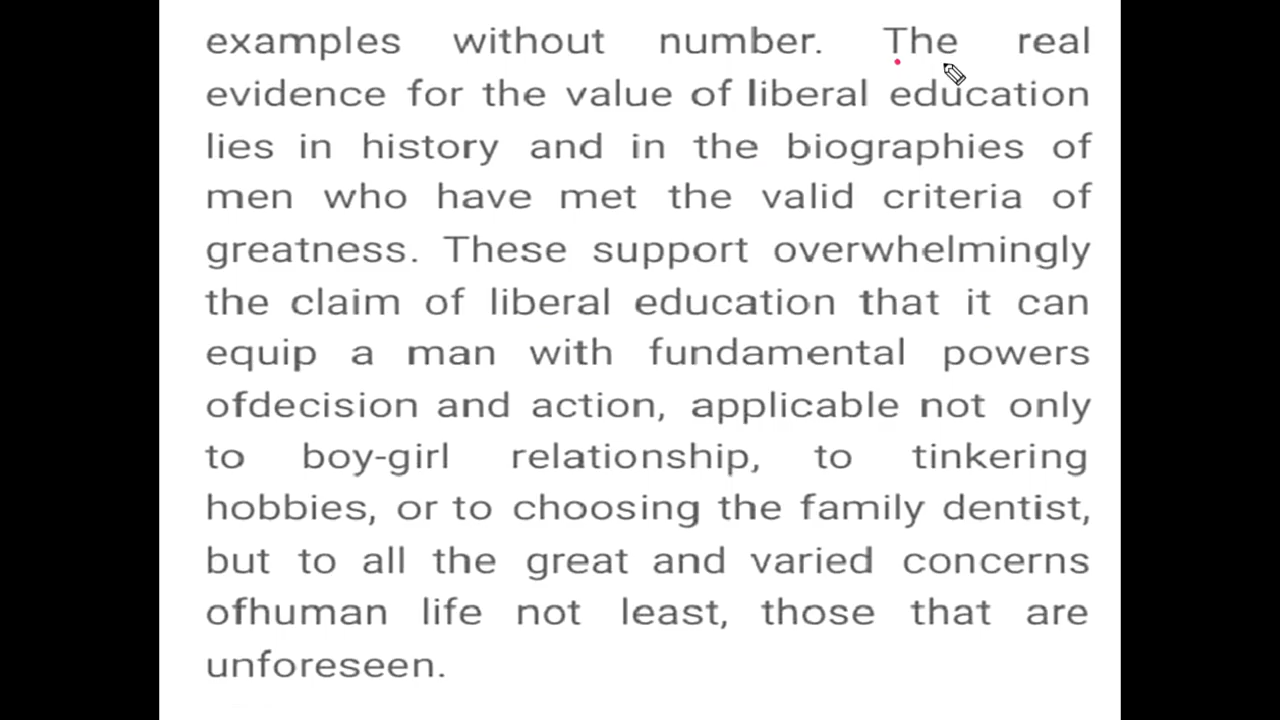 examples without number. The real
evidence for the value of liberal education
lies in history and in the biographies of
men who have met the valid criteria of
greatness. These support overwhelmingly
the claim of liberal education that it can
equip a man with fundamental powers
ofdecision and action, applicable not only
to boy-girl relationship, to tinkering
hobbies, or to choosing the family dentist,
but to all the great and varied concerns
ofhuman life not least, those that are
unforeseen.